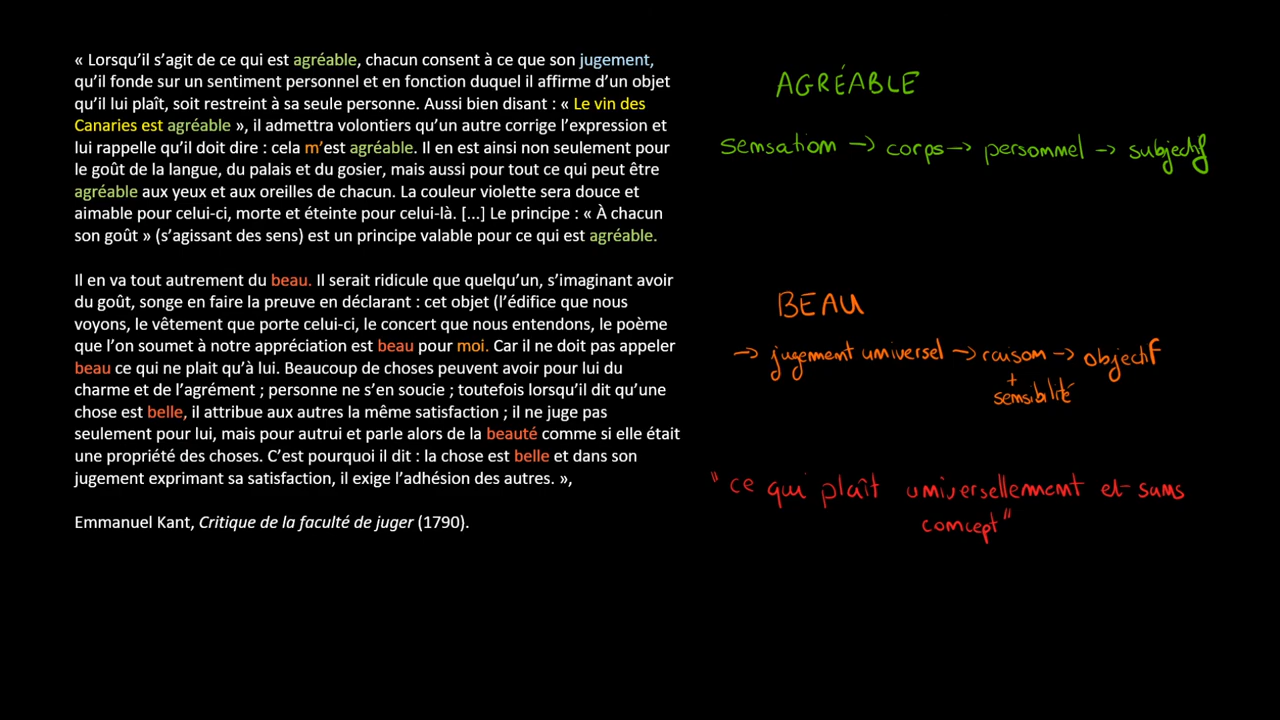 « Lorsqu'il s'agit de ce qui est agréable, chacun consent à ce que son jugement,
qu'il fonde sur un sentiment personnel et en fonction duquel il affirme d'un objet
qu'il lui plaît, soit restreint à sa seule personne. Aussi bien disant : « Le vin des
Canaries est agréable », il admettra volontiers qu'un autre corrige l'expression et
lui rappelle qu'il doit dire : cela m'est agréable. Il en est ainsi non seulement pour
le goût de la langue, du palais et du gosier, mais aussi pour tout ce qui peut être
agréable aux yeux et aux oreilles de chacun. La couleur violette sera douce et
aimable pour celui-ci, morte et éteinte pour celui-là. [...] Le principe : « À chacun
son goût » (s'agissant des sens) est un principe valable pour ce qui est agréable.
Il en va tout autrement du beau. Il serait ridicule que quelqu'un, s'imaginant avoir
du goût, songe en faire la preuve en déclarant : cet objet (l'édifice que nous
voyons, le vêtement que porte celui-ci, le concert que nous entendons, le poème
que l'on soumet à notre appréciation est beau pour moi. Car il ne doit pas appeler
beau ce qui ne plait qu'à lui. Beaucoup de choses peuvent avoir pour lui du
charme et de l'agrément ; personne ne s'en soucie ; toutefois lorsqu'il dit qu'une
chose est belle, il attribue aux autres la même satisfaction ; il ne juge pas
seulement pour lui, mais pour autrui et parle alors de la beauté comme si elle était
une propriété des choses. C'est pourquoi il dit : la chose est belle et dans son
jugement exprimant sa satisfaction, il exige l'adhésion des autres. »,
Emmanuel Kant, Critique de la faculté de juger (1790).
AGRÉABLE
sensation → corps → personnel → subjectif
BEAU
→ jugement universel → raison → objectif
+
sensibilité
"ce qui plaît universellement et sans
concept"